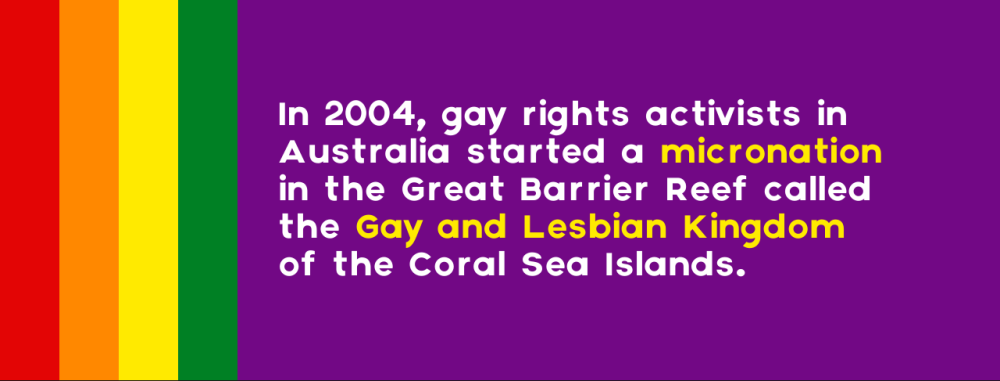 In 2004, gay rights activists in
Australia started a micronation
in the Great Barrier Reef called
the Gay and Lesbian Kingdom
of the Coral Sea Islands.